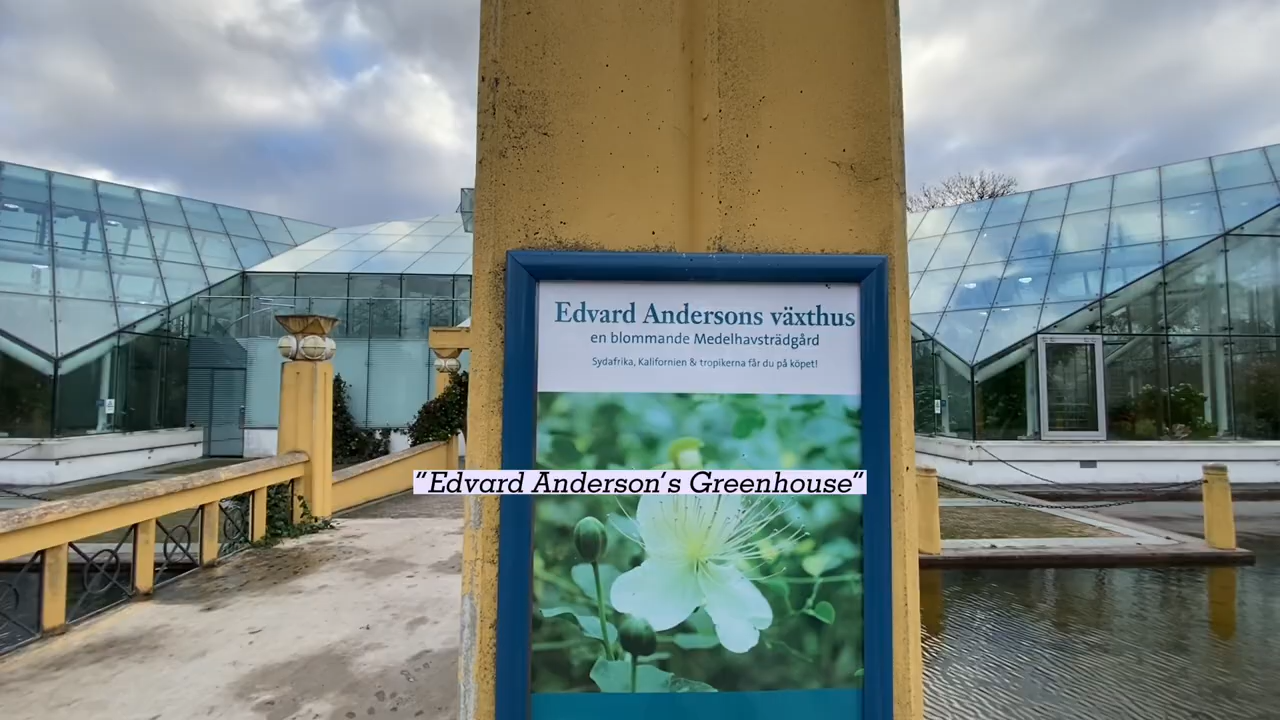 Edvard Andersons växthus
en blommande Medelhavsträdgård
Sydafrika, Kalifornien & tropikerna får du på köpet!
“Edvard Anderson’s Greenhouse“